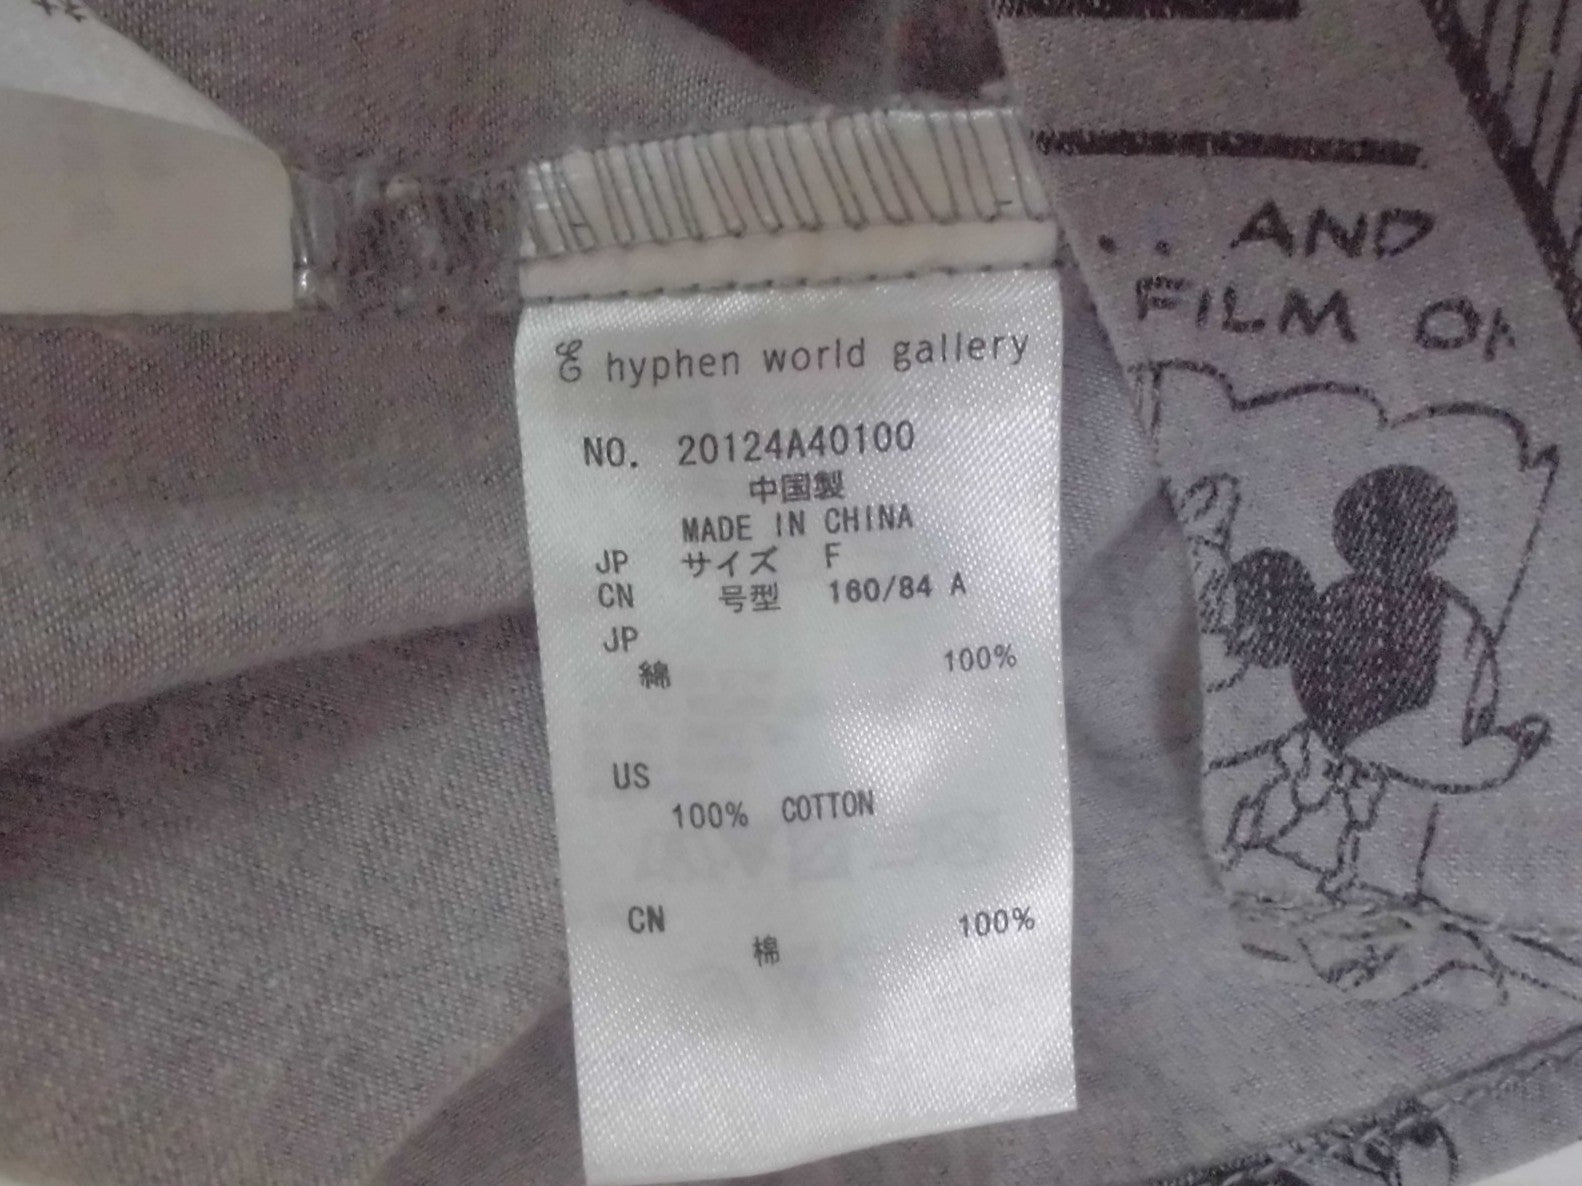 hyphen world gallery
NO. 20124A40100
中国製
MADE IN CHINA
JP サイズ F
CN 号型 160/84 A
JP
綿 100%
US
100% COTTON
CN
棉 100%
.. AND
FILM